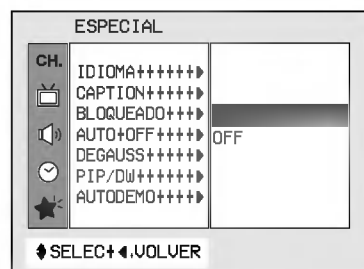 ESPECIAL
CH.
IDIOMA++++++▶
CAPTION+++++▶
BLOQUEADO+++▶
AUTO+OFF++++▶
OFF
DEGAUSS+++++▶
PIP/DW++++++▶
AUTODEMO++++▶
♦SELEC+◀.VOLVER